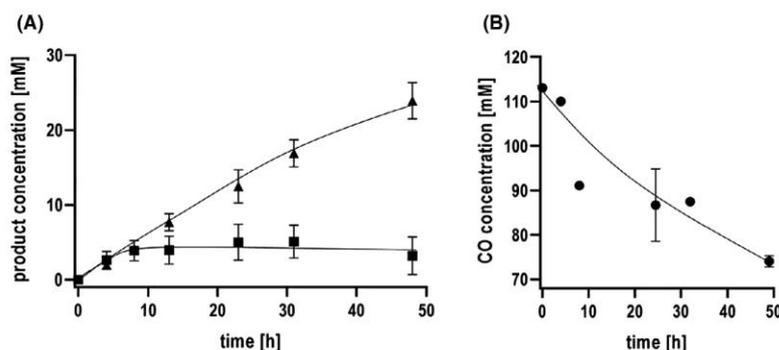 (A)
product concentration [mM]
30
20
10
0
0 10 20 30 40 50
time [h]
(B)
CO concentration [mM]
120
110
100
90
80
70
0 10 20 30 40 50
time [h]